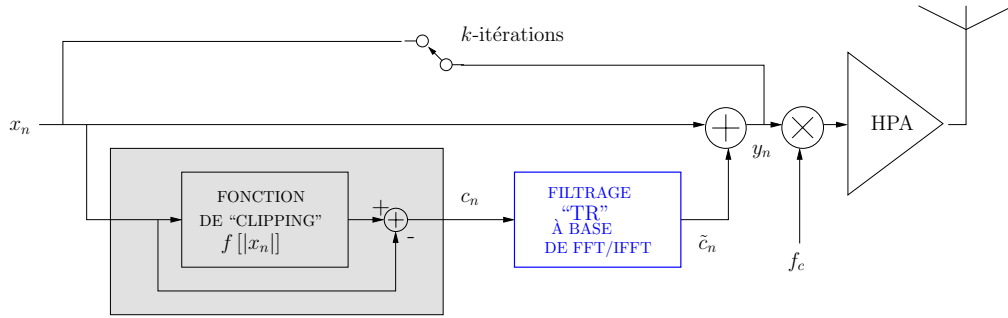 k-itérations
x_n
HPA
y_n
FONCTION
DE “CLIPPING”
f [|x_n|]
+
-
c_n
FILTRAGE
“TR”
À BASE
DE FFT/IFFT
c̃_n
f_c